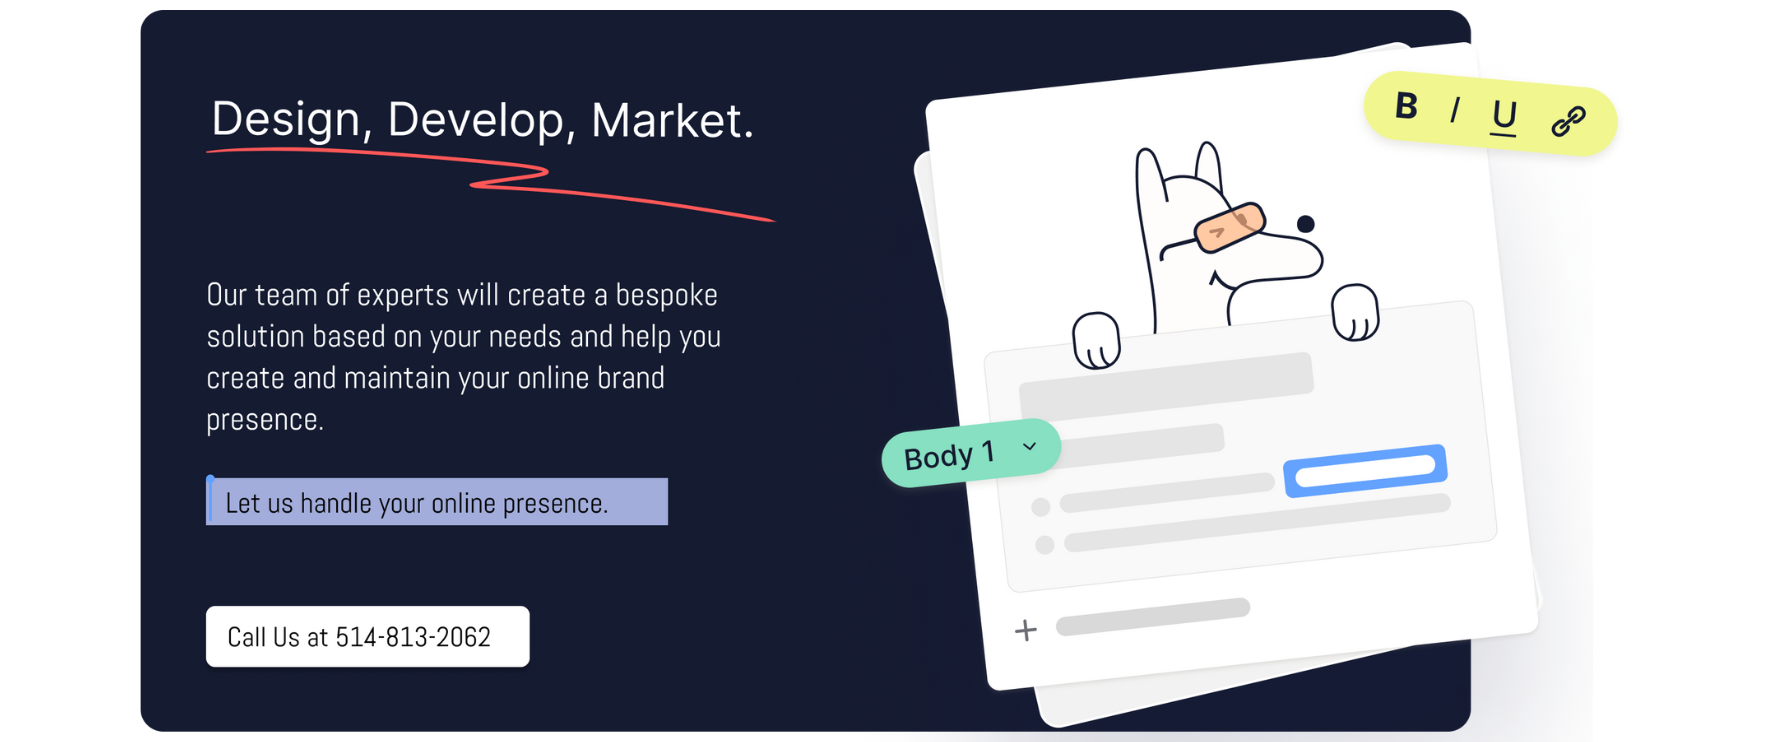 Design, Develop, Market.
Our team of experts will create a bespoke
solution based on your needs and help you
create and maintain your online brand
presence.
Let us handle your online presence.
Call Us at 514-813-2062
B I U
Body 1